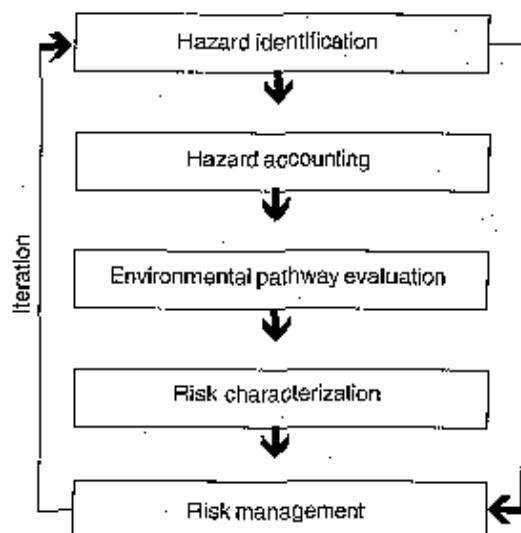 Hazard identification
Hazard accounting
Iteration
Environmental pathway evaluation
Risk characterization
Risk management